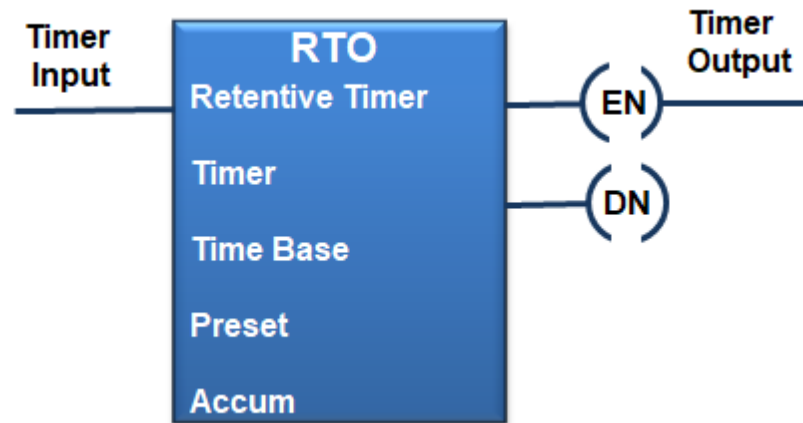 Timer
Input
RTO
Retentive Timer
Timer
Time Base
Preset
Accum
EN
DN
Timer
Output